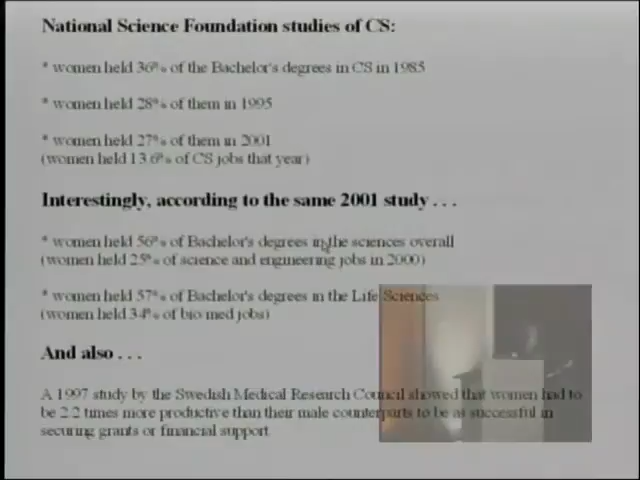 National Science Foundation studies of CS:
* women held 36% of the Bachelor's degrees in CS in 1985
* women held 28% of them in 1995
* women held 27% of them in 2001
(women held 13.6% of CS jobs that year)
Interestingly, according to the same 2001 study . . .
* women held 56% of Bachelor's degrees in the sciences overall
(women held 25% of science and engineering jobs in 2000)
* women held 57% of Bachelor's degrees in the Life Sciences
(women held 34% of bio med jobs)
And also . . .
A 1997 study by the Swedish Medical Research Council showed that women had to
be 2.2 times more productive than their male counterparts to be as successful in
securing grants or financial support